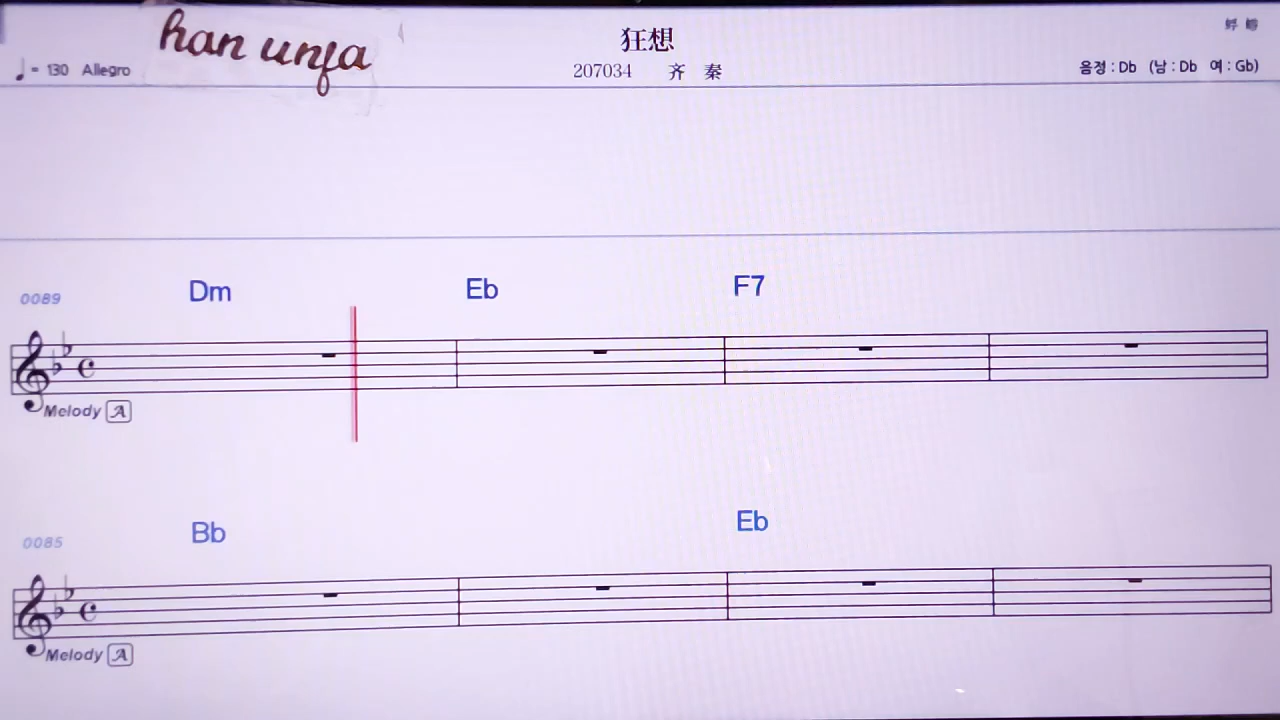 han unfa
狂想
♩= 130 Allegro
207034 齐 秦
음정 : Db (남 : Db 여 : Gb)
Dm Eb F7
0089
Melody A
Bb Eb
0085
Melody A